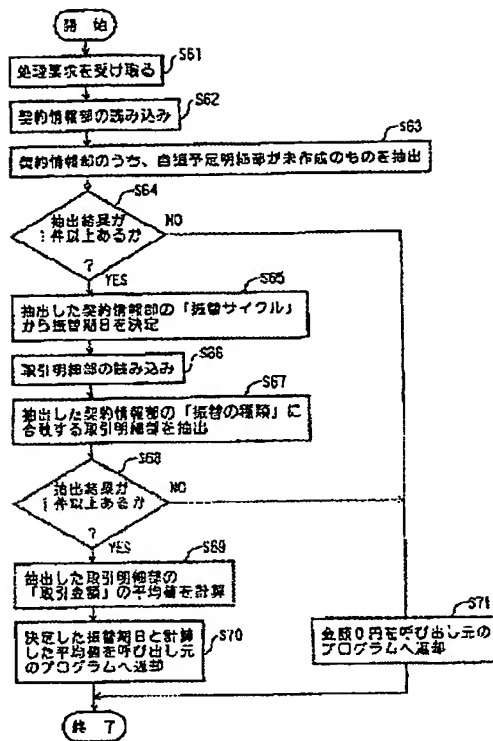 開 始
S61
処理要求を受け取る
S62
契約情報部の読み込み
S63
契約情報部のうち、自振予定明細部が未作成のものを抽出
S64
抽出結果が
1件以上あるか
?
NO
YES
S65
抽出した契約情報部の「振替サイクル」
から振替期日を決定
S66
取引明細部の読み込み
S67
抽出した契約情報部の「振替の種類」に
合致する取引明細部を抽出
S68
抽出結果が
1件以上あるか
?
NO
YES
S69
抽出した取引明細部の
「取引金額」の平均値を計算
S70
決定した振替期日と計算
した平均値を呼び出し元
のプログラムへ返却
S71
金額0円を呼び出し元の
プログラムへ返却
終 了